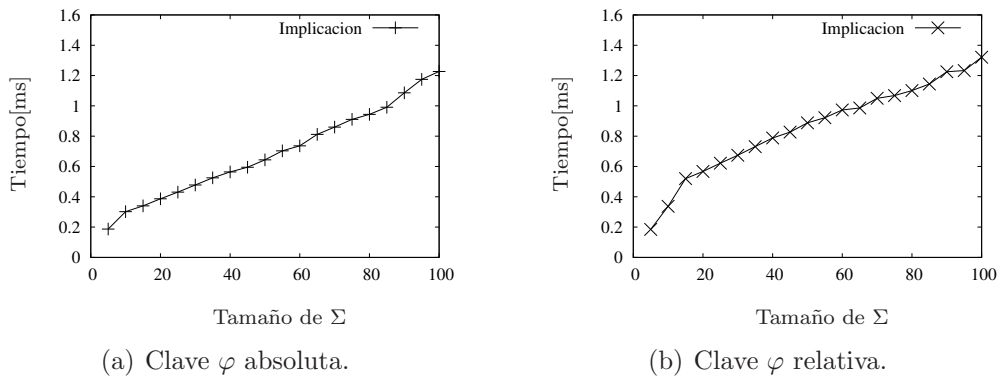 1.6
1.4
1.2
1
0.8
0.6
0.4
0.2
0
0 20 40 60 80 100
Tiempo[ms]
Tamaño de Σ
Implicacion
(a) Clave φ absoluta.
1.6
1.4
1.2
1
0.8
0.6
0.4
0.2
0
0 20 40 60 80 100
Tiempo[ms]
Tamaño de Σ
Implicacion
(b) Clave φ relativa.